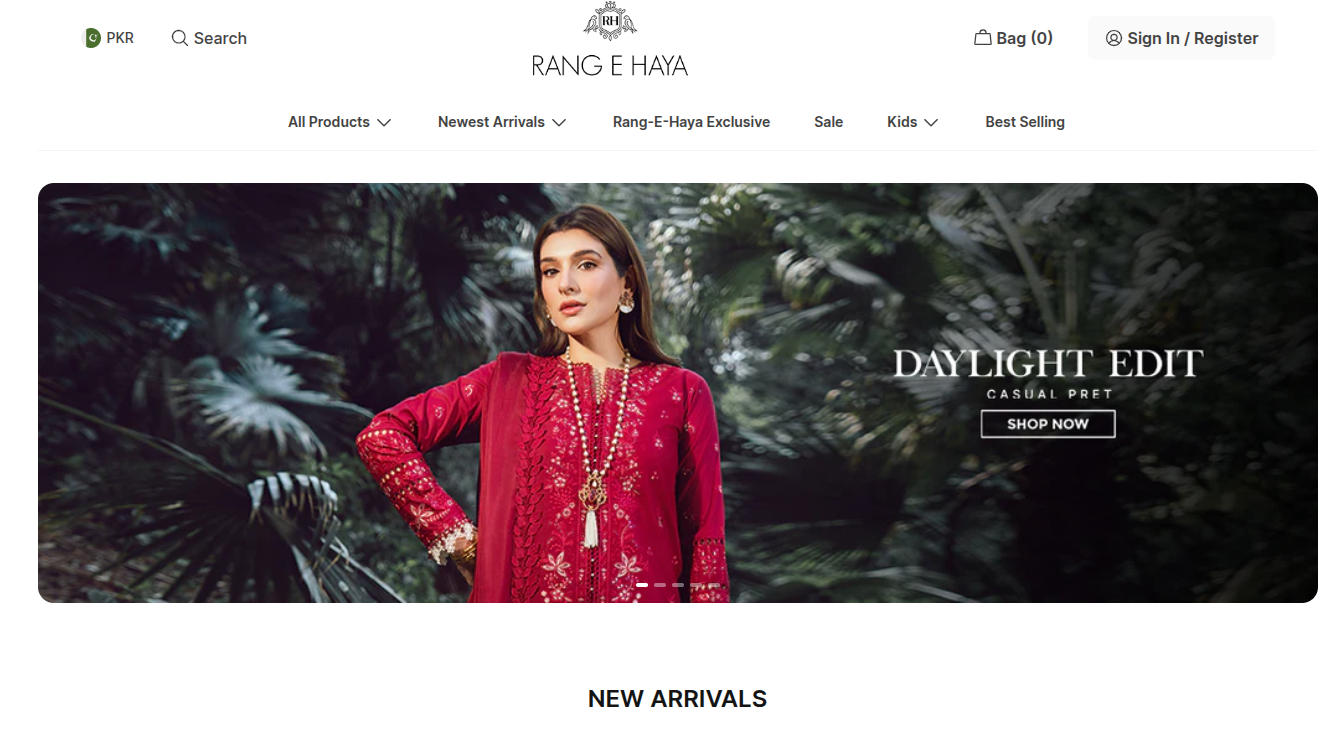 PKR
Search
RH
RANG E HAYA
Bag (0)
Sign In / Register
All Products
Newest Arrivals
Rang-E-Haya Exclusive
Sale
Kids
Best Selling
DAYLIGHT EDIT
CASUAL PRET
SHOP NOW
NEW ARRIVALS